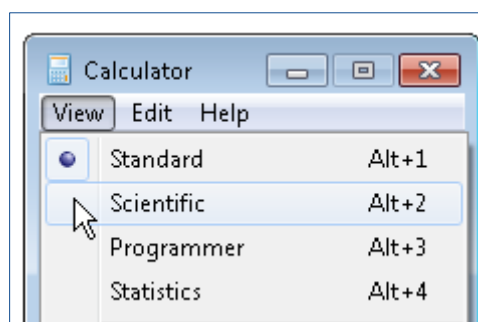 Calculator
View Edit Help
Standard Alt+1
Scientific Alt+2
Programmer Alt+3
Statistics Alt+4